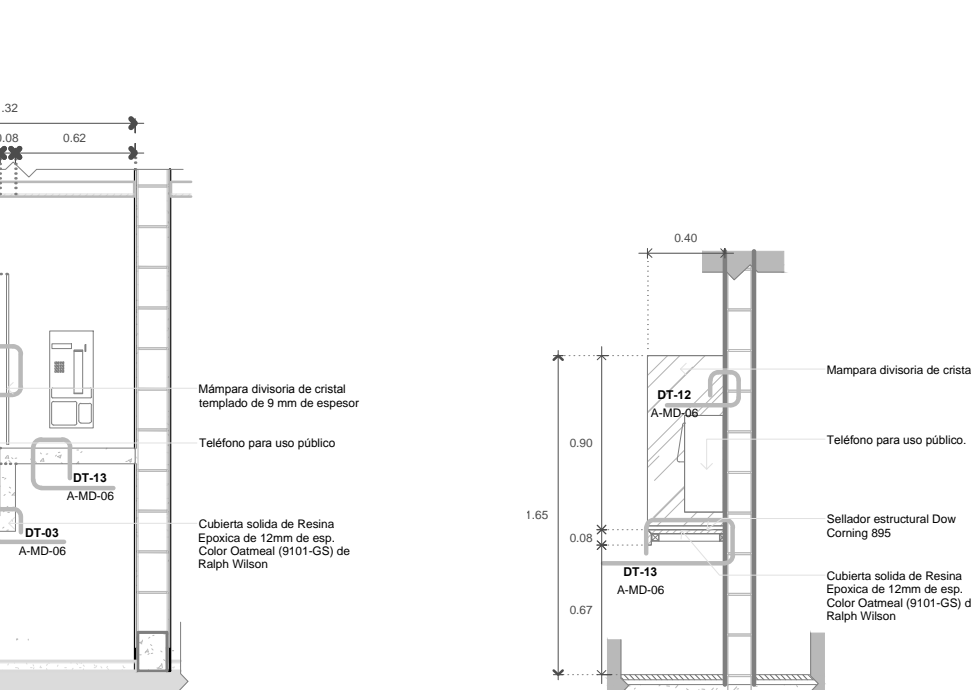 .32
0.08
0.62
Mámpara divisoria de cristal
templado de 9 mm de espesor
Teléfono para uso público
DT-13
A-MD-06
DT-03
A-MD-06
Cubierta solida de Resina
Epoxica de 12mm de esp.
Color Oatmeal (9101-GS) de
Ralph Wilson
0.40
Mampara divisoria de crista
DT-12
A-MD-06
0.90
Teléfono para uso público.
1.65
0.08
Sellador estructural Dow
Corning 895
DT-13
A-MD-06
0.67
Cubierta solida de Resina
Epoxica de 12mm de esp.
Color Oatmeal (9101-GS) d
Ralph Wilson